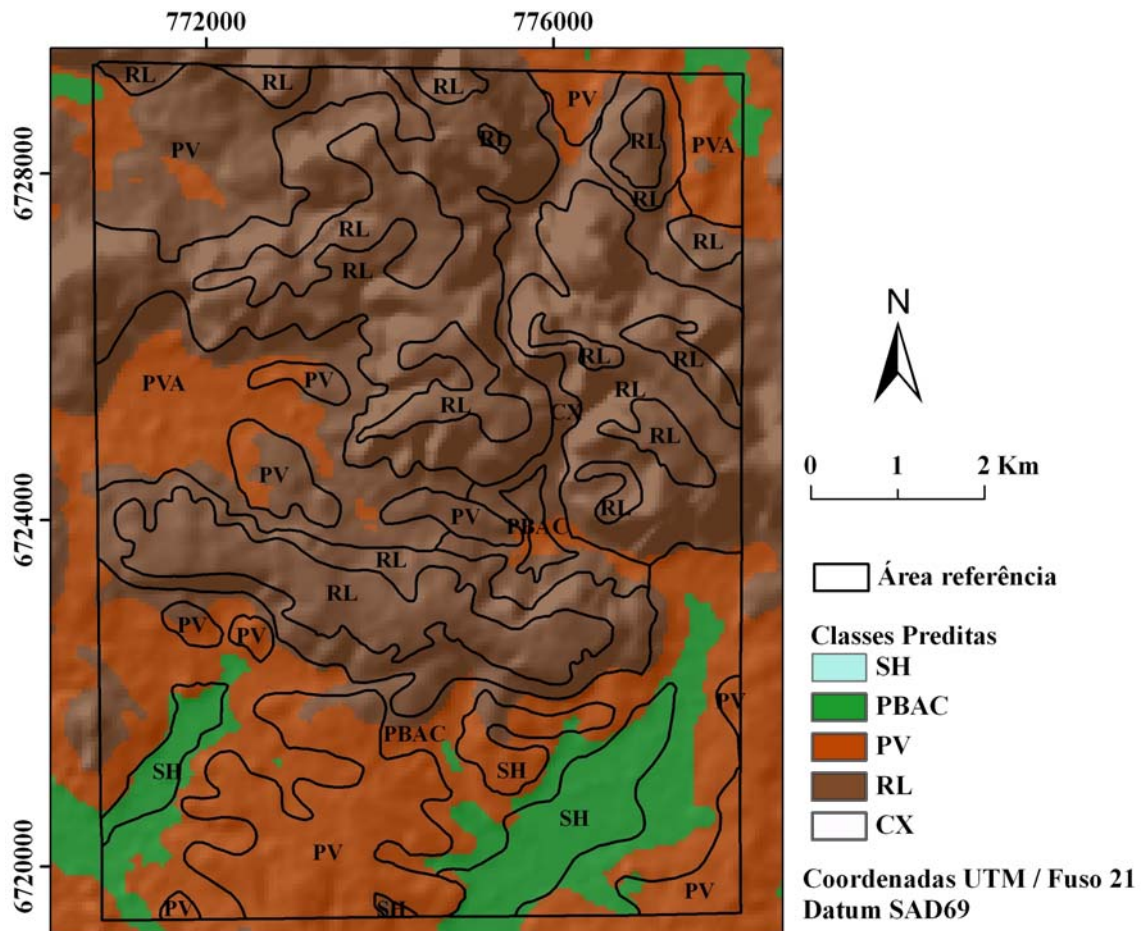 772000 776000
RL RL RL PV
RL RL PVA
PV
6728000
RL
RL RL
RL
PVA PV RL RL
RL
RL CX
RL
PV
6724000
PV PBAC RL
RL
RL
PV PV
PV
PBAC
SH SH
SH
6720000
PV
PV SH PV
N
0 1 2 Km
Área referência
Classes Preditas
SH
PBAC
PV
RL
CX
Coordenadas UTM / Fuso 21
Datum SAD69